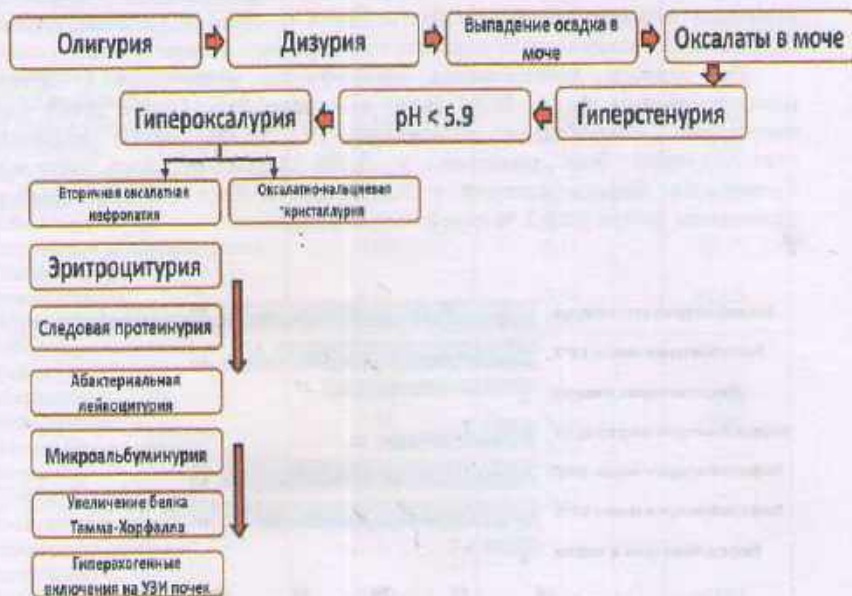 Олигурия
Дизурия
Выпадение осадка в
моче
Оксалаты в моче
Гипероксалурия
pH < 5.9
Гиперстенурия
Вторичная оксалатная
нефропатия
Оксалатно-кальциевая
кристаллурия
Эритроцитурия
Следовая протеинурия
Абактериальная
лейкоцитурия
Микроальбуминурия
Увеличение белка
Тамма-Хорфалла
Гиперэхогенные
включения на УЗИ почек